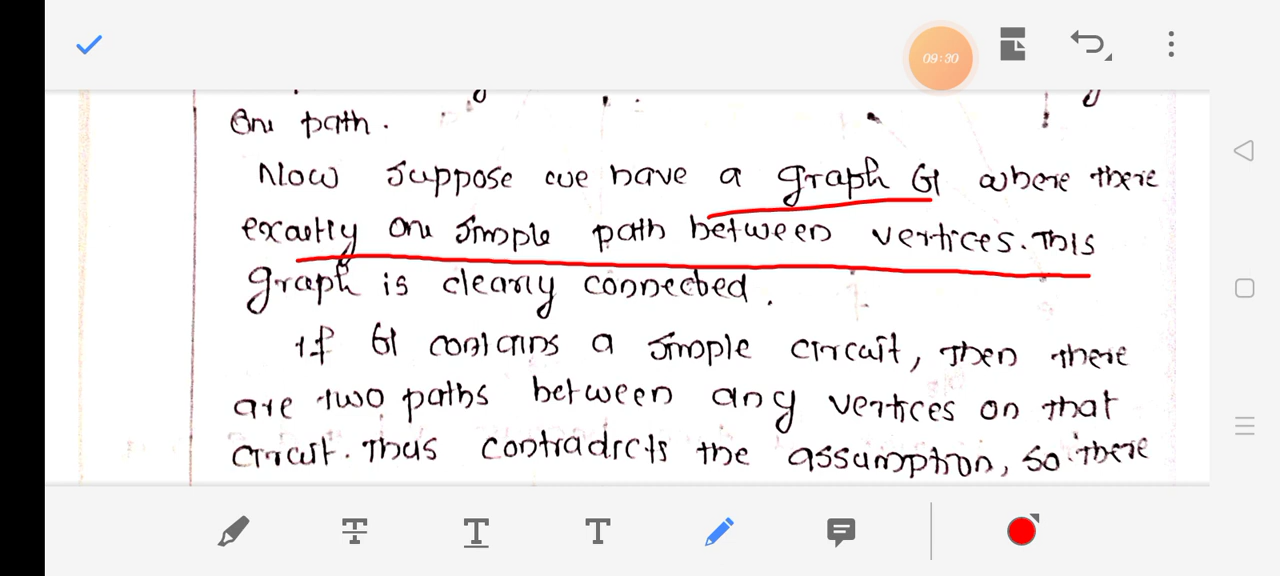 09:30
One path.
Now suppose we have a graph G where there
exactly one simple path between vertices. This
graph is clearly connected.
If G contains a simple circuit, then there
are two paths between any vertices on that
circuit. Thus contradicts the assumption, so there
T
T
T